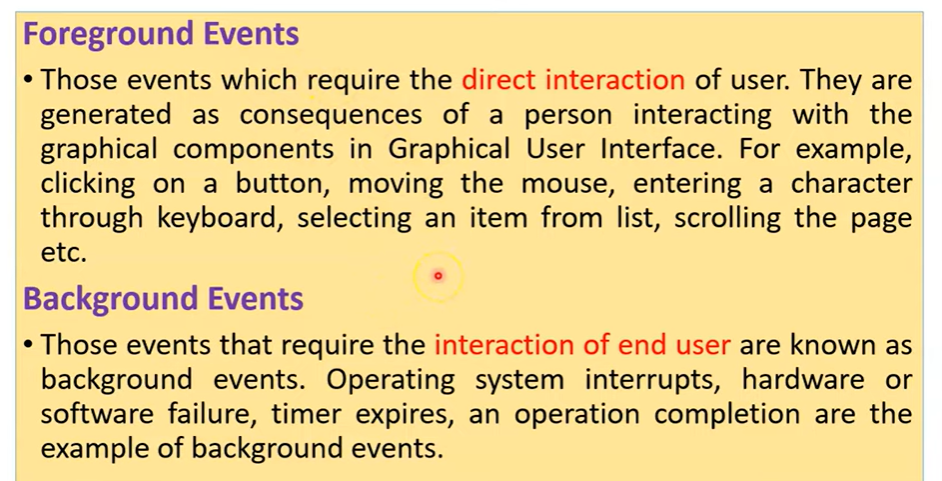 Foreground Events
• Those events which require the direct interaction of user. They are
generated as consequences of a person interacting with the
graphical components in Graphical User Interface. For example,
clicking on a button, moving the mouse, entering a character
through keyboard, selecting an item from list, scrolling the page
etc.
Background Events
• Those events that require the interaction of end user are known as
background events. Operating system interrupts, hardware or
software failure, timer expires, an operation completion are the
example of background events.